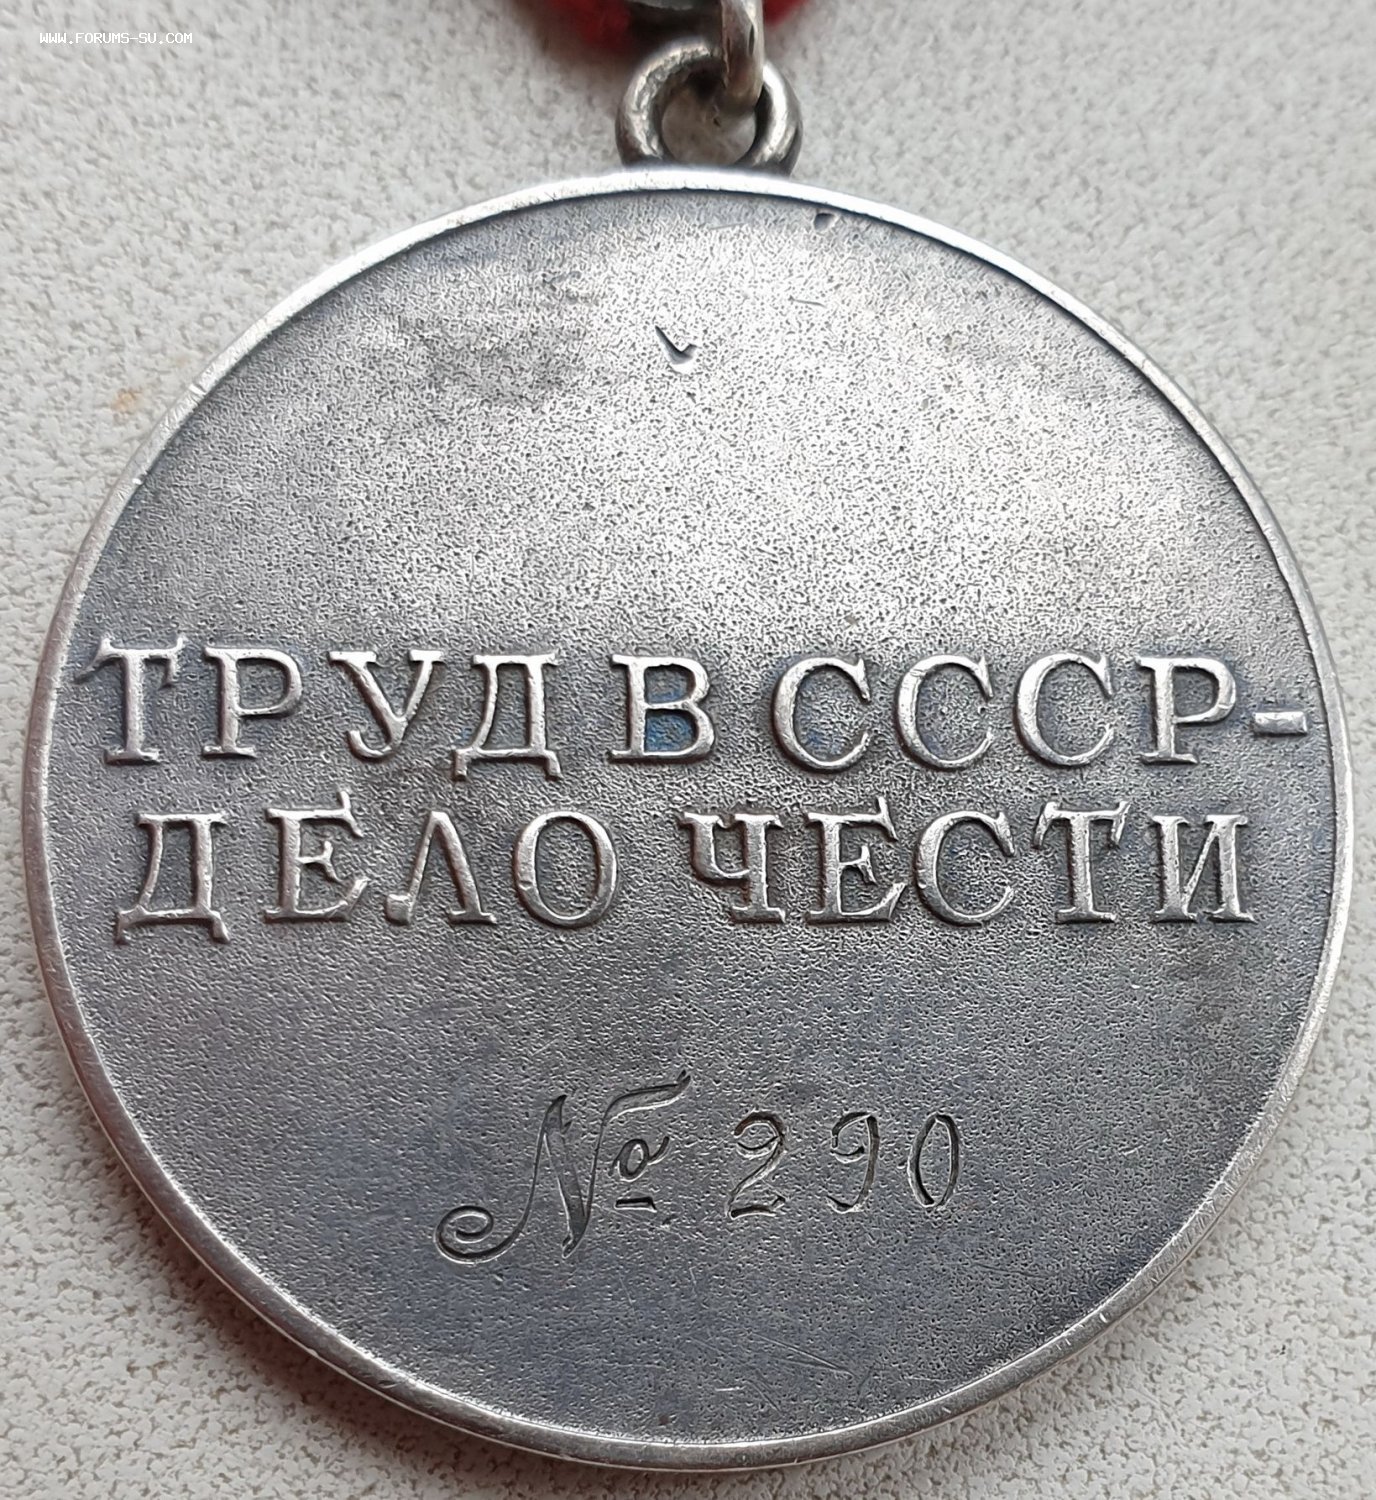 WWW.FORUMS-SU.COM
ТРУД В СССР-
ДЕЛО ЧЕСТИ
№ 290